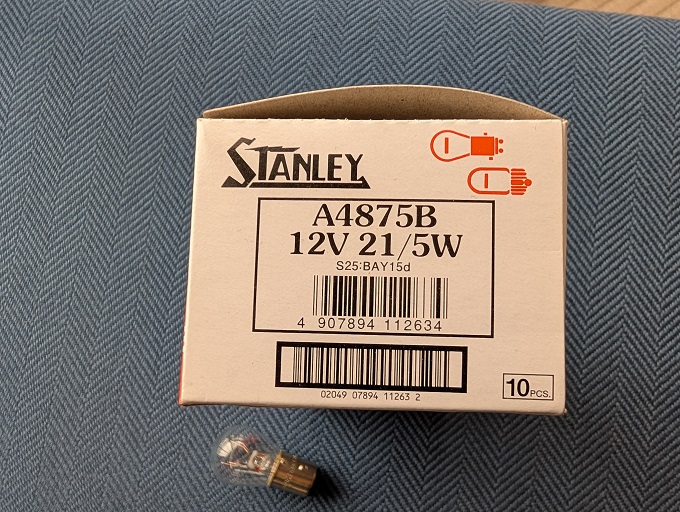 STANLEY
A4875B
12V 21/5W
S25:BAY15d
4 907894 112634
02049 07894 11263 2
10PCS.